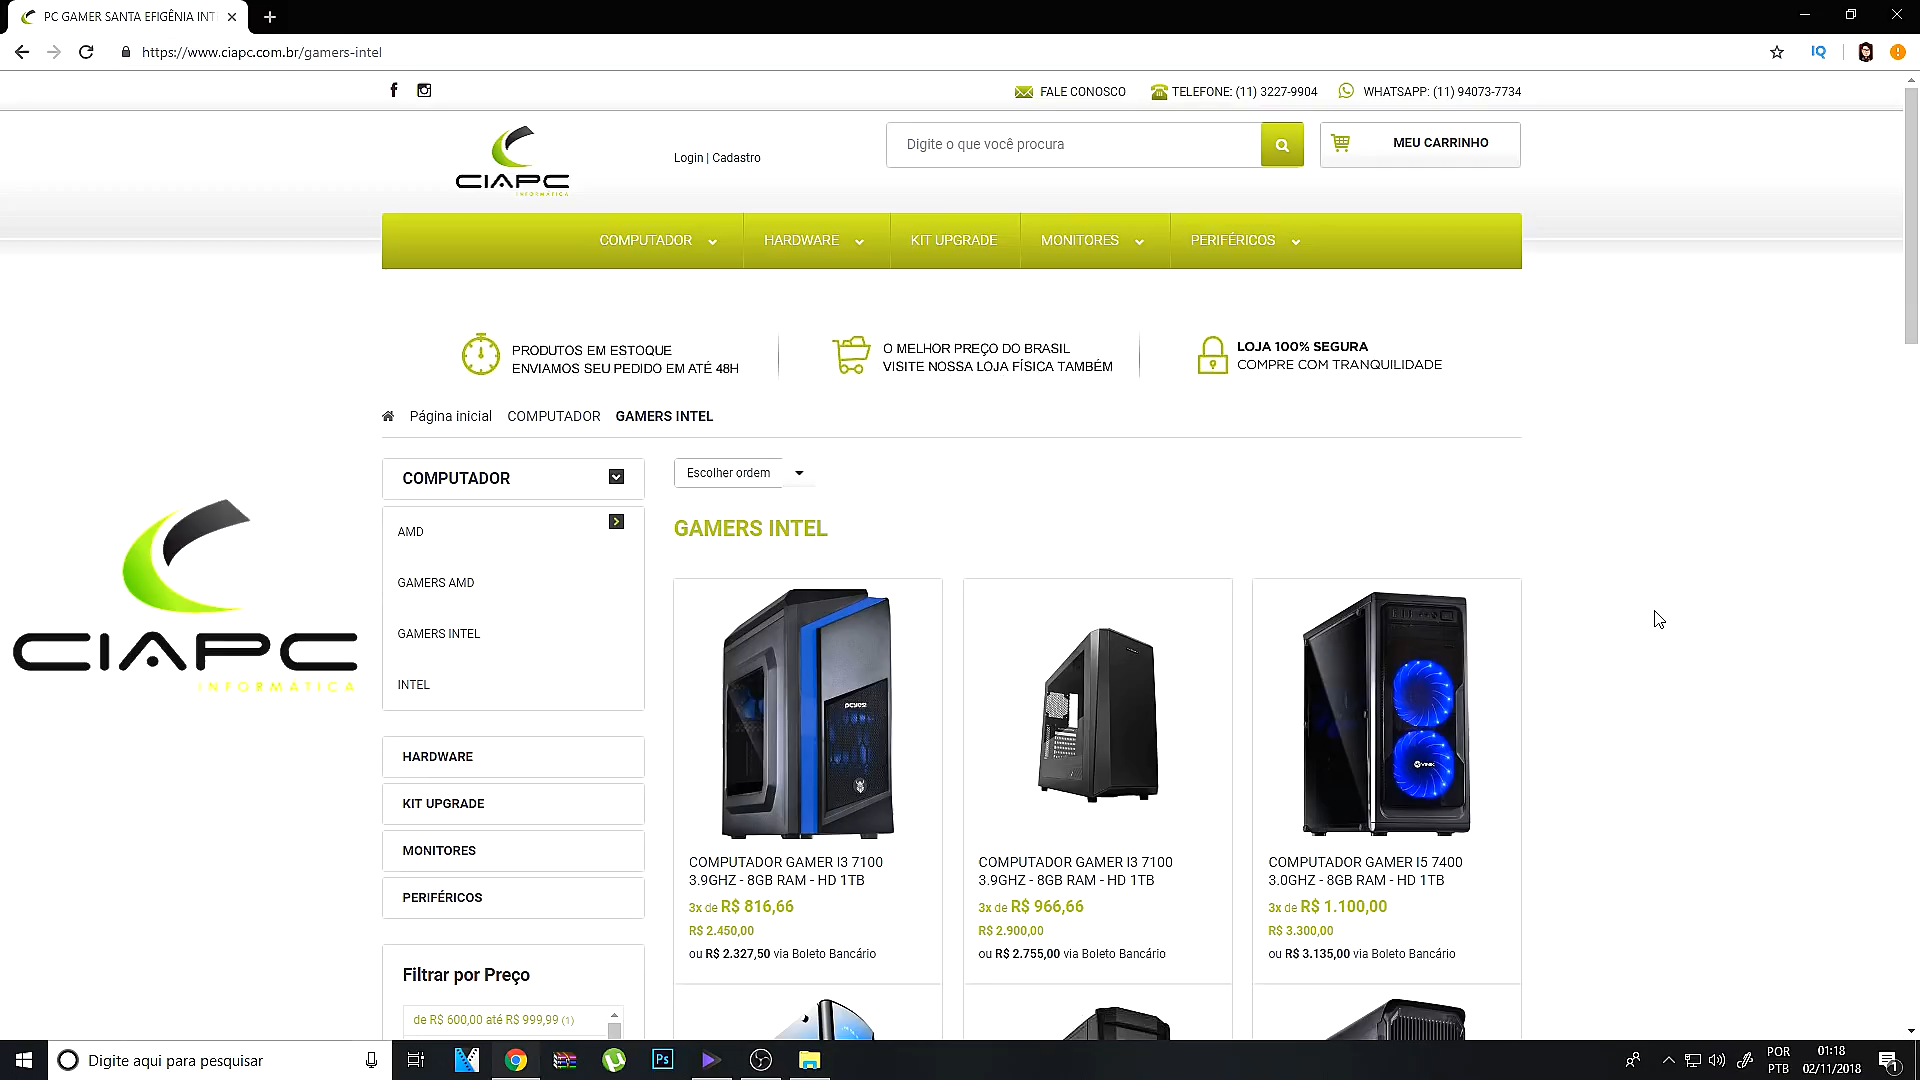 PC GAMER SANTA EFIGÊNIA INT
https://www.ciapc.com.br/gamers-intel
IQ
FALE CONOSCO
TELEFONE: (11) 3227-9904
WHATSAPP: (11) 94073-7734
CIAPC
INFORMÁTICA
Login | Cadastro
Digite o que você procura
MEU CARRINHO
COMPUTADOR
HARDWARE
KIT UPGRADE
MONITORES
PERIFÉRICOS
PRODUTOS EM ESTOQUE
ENVIAMOS SEU PEDIDO EM ATÉ 48H
O MELHOR PREÇO DO BRASIL
VISITE NOSSA LOJA FÍSICA TAMBÉM
LOJA 100% SEGURA
COMPRE COM TRANQUILIDADE
Página inicial COMPUTADOR GAMERS INTEL
COMPUTADOR
AMD
GAMERS AMD
GAMERS INTEL
INTEL
HARDWARE
KIT UPGRADE
MONITORES
PERIFÉRICOS
Filtrar por Preço
de R$ 600,00 até R$ 999,99 (1)
CIAPC
INFORMÁTICA
Escolher ordem
GAMERS INTEL
pcyes!
COMPUTADOR GAMER I3 7100
3.9GHZ - 8GB RAM - HD 1TB
3x de R$ 816,66
R$ 2.450,00
ou R$ 2.327,50 via Boleto Bancário
COMPUTADOR GAMER I3 7100
3.9GHZ - 8GB RAM - HD 1TB
3x de R$ 966,66
R$ 2.900,00
ou R$ 2.755,00 via Boleto Bancário
VINIK
COMPUTADOR GAMER I5 7400
3.0GHZ - 8GB RAM - HD 1TB
3x de R$ 1.100,00
R$ 3.300,00
ou R$ 3.135,00 via Boleto Bancário
Digite aqui para pesquisar
Ps
POR
PTB
01:18
02/11/2018
1